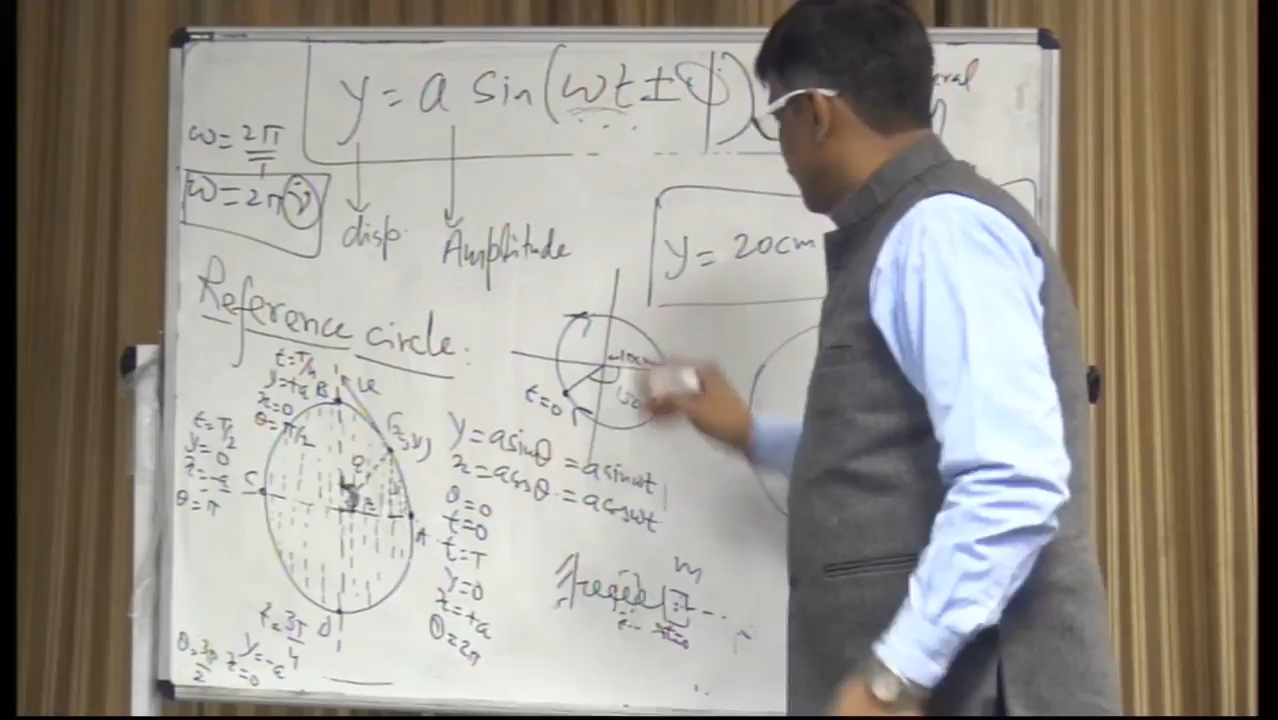 y = a sin(ωt ± φ)
ω = 2π
ω = 2πν
disp.
Amplitude
y = 20cm
Reference circle.
t=T/4
y=+a B
x=0
θ=π/2
t=T/2
y=0
x=-a
C
θ=π
(x,y)
a
A
D
t=0
10cm
y = a sinθ = a sinωt
x = a cosθ = a cosωt
θ=0
t=0
t=T
y=0
x=+a
θ=2π
m
t=3T/4
y=-a
θ=3π/2
x=0